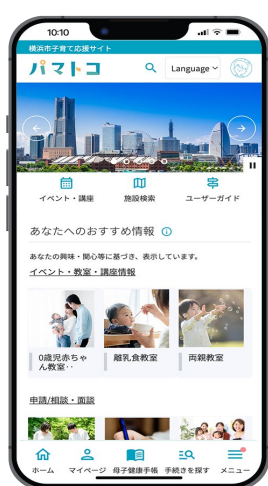 10:10
横浜市子育て応援サイト
パマトコ
Language
イベント・講座
施設検索
ユーザーガイド
あなたへのおすすめ情報
あなたの興味・関心等に基づき、表示しています。
イベント・教室・講座情報
0歳児赤ちゃ
ん教室‥
離乳食教室
両親教室
申請/相談・面談
ホーム
マイページ
母子健康手帳
手続きを探す
メニュー